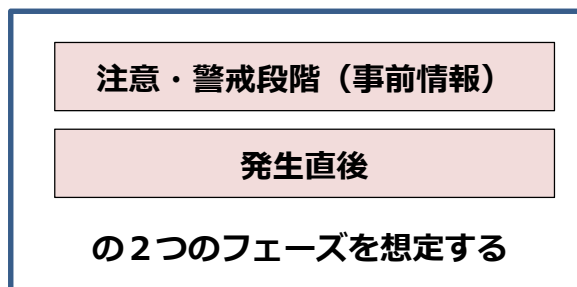 注意・警戒段階（事前情報）
発生直後
の２つのフェーズを想定する